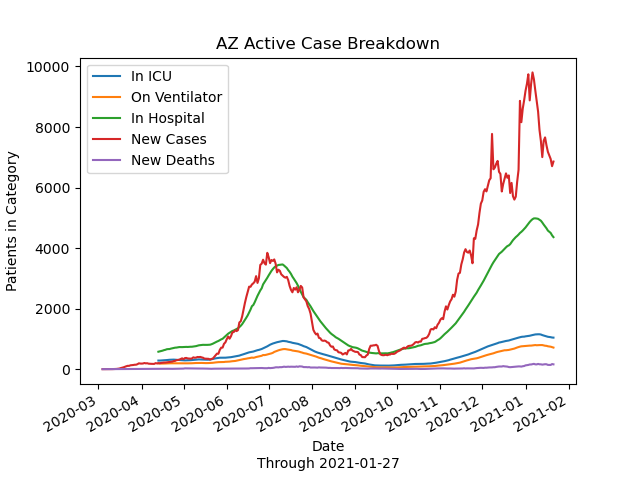 AZ Active Case Breakdown
In ICU
On Ventilator
In Hospital
New Cases
New Deaths
Patients in Category
10000
8000
6000
4000
2000
0
2020-03
2020-04
2020-05
2020-06
2020-07
2020-08
2020-09
2020-10
2020-11
2020-12
2021-01
2021-02
Date
Through 2021-01-27